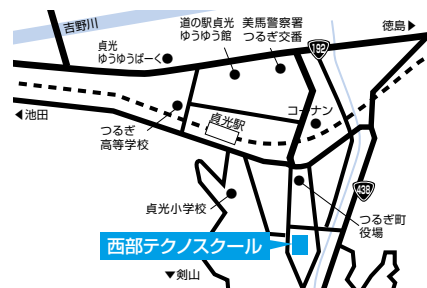 吉野川
道の駅貞光
ゆうゆう館
美馬警察署
つるぎ交番
徳島▶
192
貞光
ゆうゆうぱーく
◀池田
つるぎ
高等学校
貞光駅
コーナン
438
貞光小学校
つるぎ町
役場
西部テクノスクール
▼剣山